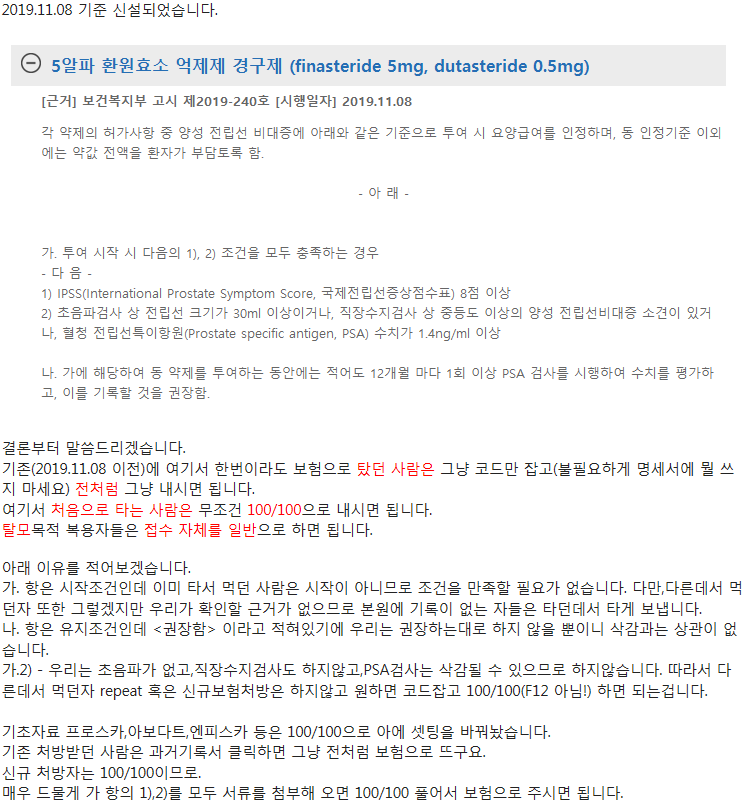 2019.11.08 기준 신설되었습니다.
5알파 환원효소 억제제 경구제 (finasteride 5mg, dutasteride 0.5mg)
[근거] 보건복지부 고시 제2019-240호 [시행일자] 2019.11.08
각 약제의 허가사항 중 양성 전립선 비대증에 아래와 같은 기준으로 투여 시 요양급여를 인정하며, 동 인정기준 이외
에는 약값 전액을 환자가 부담토록 함.
- 아 래 -
가. 투여 시작 시 다음의 1), 2) 조건을 모두 충족하는 경우
- 다 음 -
1) IPSS(International Prostate Symptom Score, 국제전립선증상점수표) 8점 이상
2) 초음파검사 상 전립선 크기가 30ml 이상이거나, 직장수지검사 상 중등도 이상의 양성 전립선비대증 소견이 있거
나, 혈청 전립선특이항원(Prostate specific antigen, PSA) 수치가 1.4ng/ml 이상
나. 가에 해당하여 동 약제를 투여하는 동안에는 적어도 12개월 마다 1회 이상 PSA 검사를 시행하여 수치를 평가하
고, 이를 기록할 것을 권장함.
결론부터 말씀드리겠습니다.
기존(2019.11.08 이전)에 여기서 한번이라도 보험으로 탔던 사람은 그냥 코드만 잡고(불필요하게 명세서에 뭘 쓰
지 마세요) 전처럼 그냥 내시면 됩니다.
여기서 처음으로 타는 사람은 무조건 100/100으로 내시면 됩니다.
탈모목적 복용자들은 접수 자체를 일반으로 하면 됩니다.
아래 이유를 적어보겠습니다.
가. 항은 시작조건인데 이미 타서 먹던 사람은 시작이 아니므로 조건을 만족할 필요가 없습니다. 다만,다른데서 먹
던자 또한 그렇겠지만 우리가 확인할 근거가 없으므로 본원에 기록이 없는 자들은 타던데서 타게 보냅니다.
나. 항은 유지조건인데 <권장함> 이라고 적혀있기에 우리는 권장하는대로 하지 않을 뿐이니 삭감과는 상관이 없
습니다.
가.2) - 우리는 초음파가 없고,직장수지검사도 하지않고,PSA검사는 삭감될 수 있으므로 하지않습니다. 따라서 다
른데서 먹던자 repeat 혹은 신규보험처방은 하지않고 원하면 코드잡고 100/100(F12 아님!) 하면 되는겁니다.
기초자료 프로스카,아보다트,엔피스카 등은 100/100으로 아에 셋팅을 바꿔놨습니다.
기존 처방받던 사람은 과거기록서 클릭하면 그냥 전처럼 보험으로 뜨구요.
신규 처방자는 100/100이므로.
매우 드물게 가 항의 1),2)를 모두 서류를 첨부해 오면 100/100 풀어서 보험으로 주시면 됩니다.